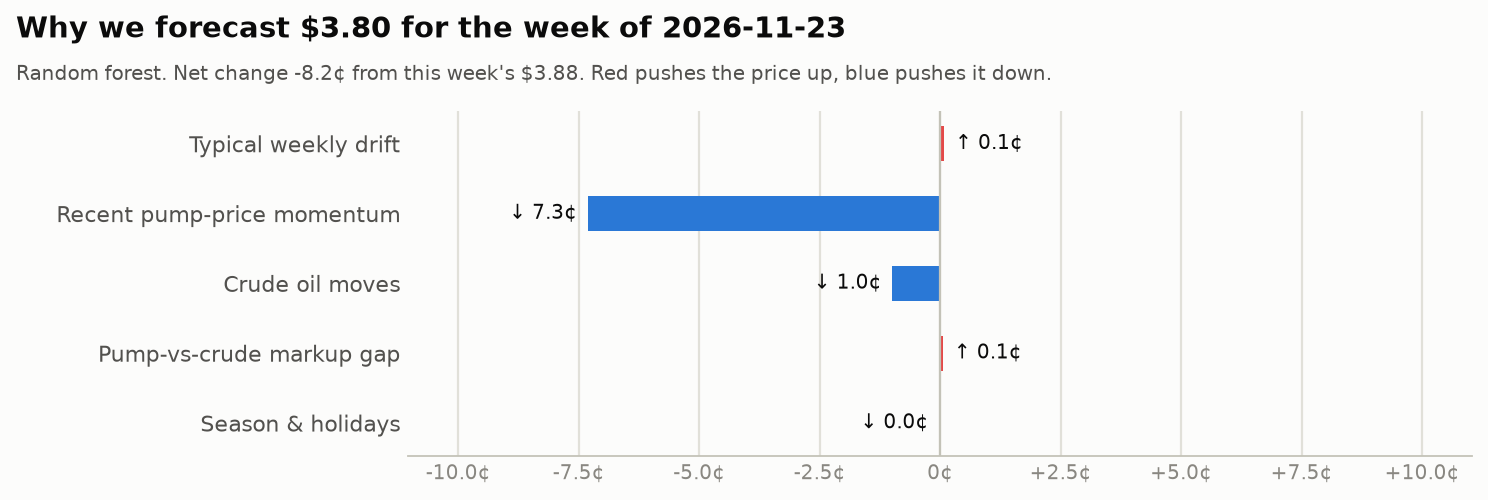 Why we forecast $3.80 for the week of 2026-11-23
Random forest. Net change -8.2¢ from this week's $3.88. Red pushes the price up, blue pushes it down.
Typical weekly drift
↑ 0.1¢
Recent pump-price momentum
↓ 7.3¢
Crude oil moves
↓ 1.0¢
Pump-vs-crude markup gap
↑ 0.1¢
Season & holidays
↓ 0.0¢
-10.0¢ -7.5¢ -5.0¢ -2.5¢ 0¢ +2.5¢ +5.0¢ +7.5¢ +10.0¢